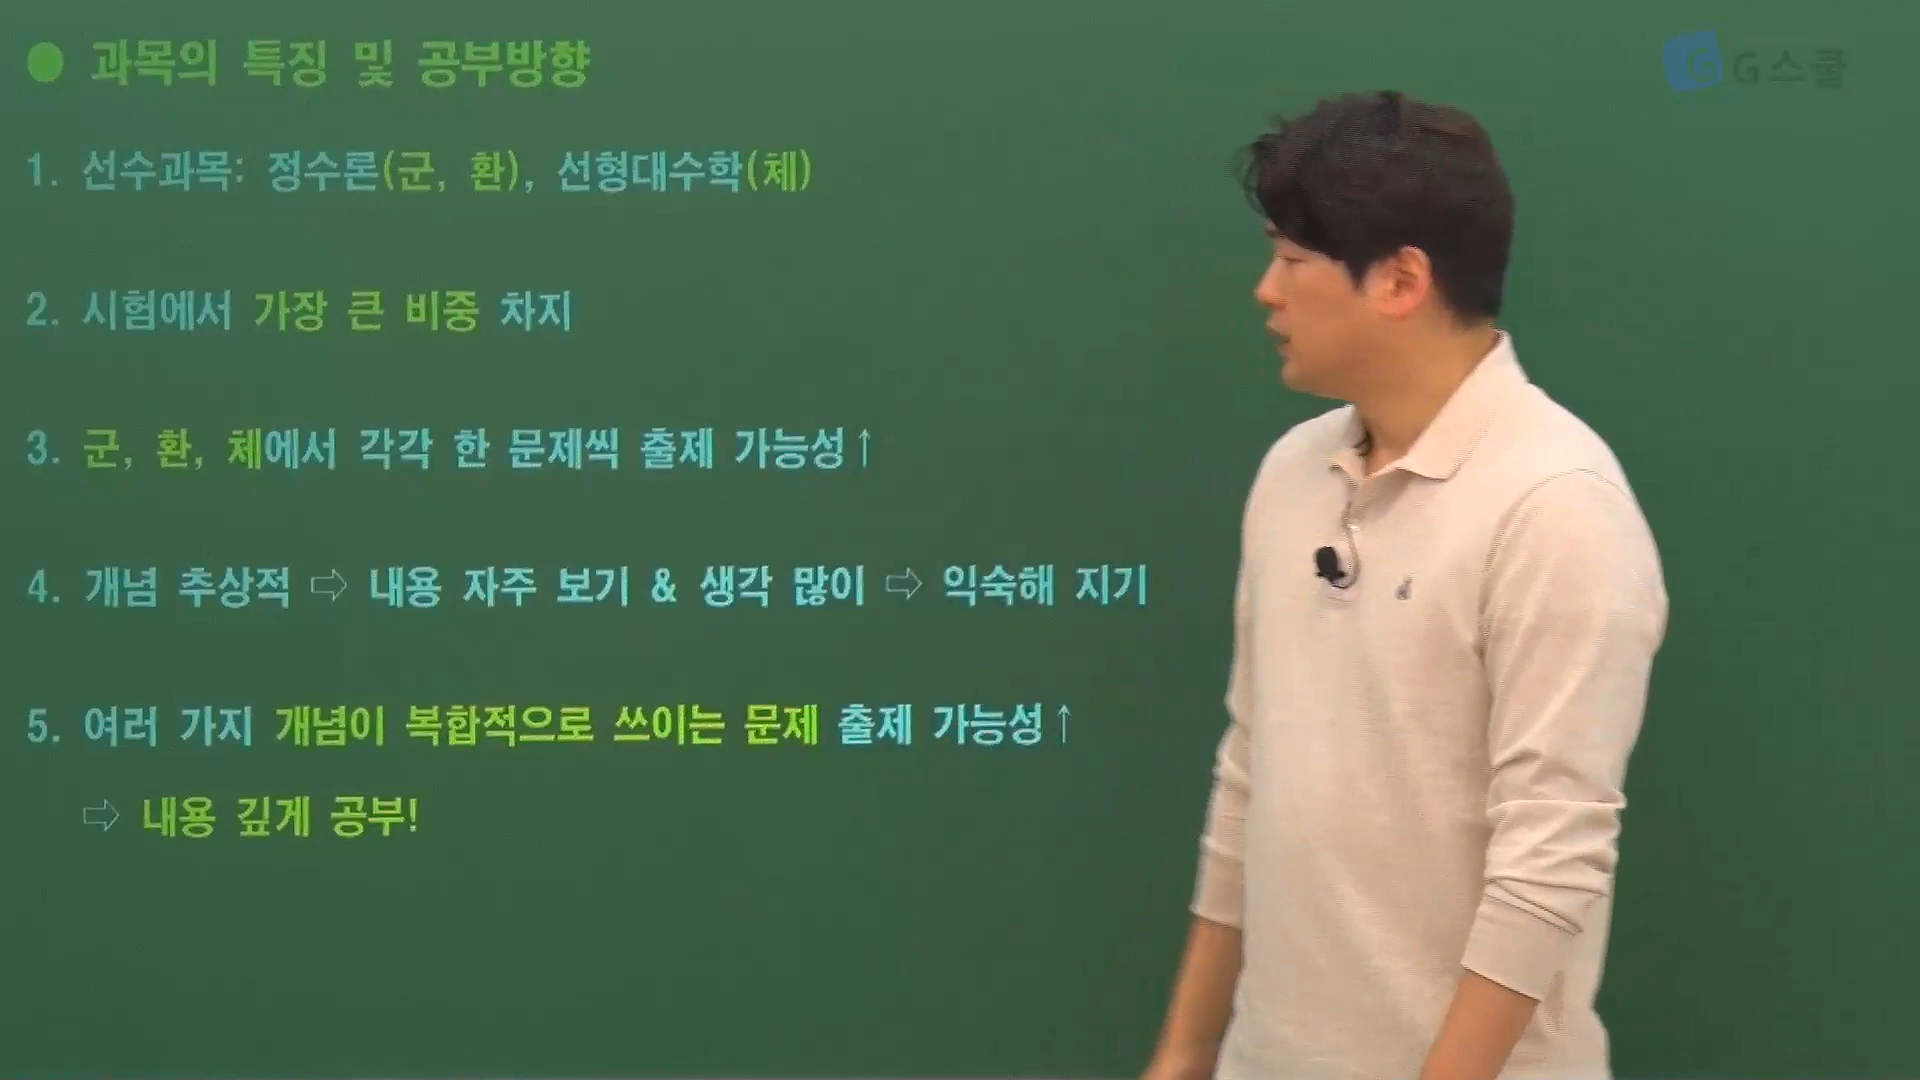 ● 과목의 특징 및 공부방향
G스쿨
1. 선수과목: 정수론(군, 환), 선형대수학(체)
2. 시험에서 가장 큰 비중 차지
3. 군, 환, 체에서 각각 한 문제씩 출제 가능성↑
4. 개념 추상적 ⇨ 내용 자주 보기 & 생각 많이 ⇨ 익숙해 지기
5. 여러 가지 개념이 복합적으로 쓰이는 문제 출제 가능성↑
⇨ 내용 깊게 공부!